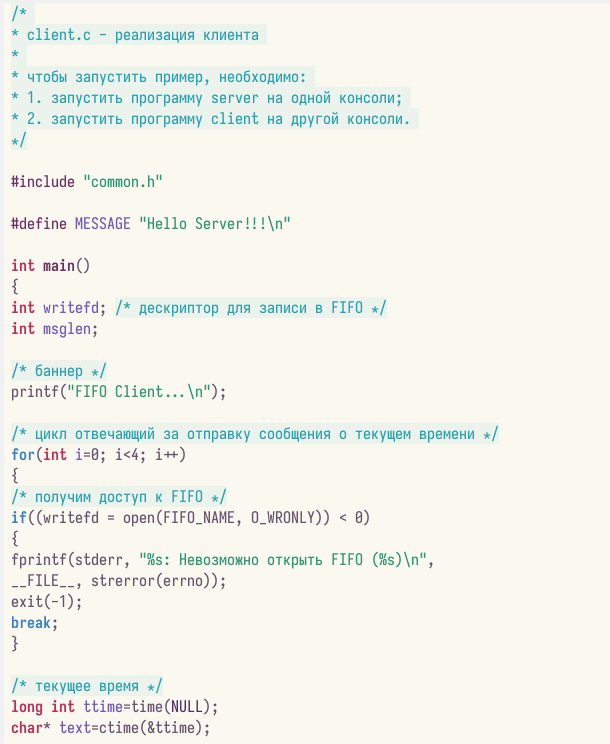 /*
* client.c - реализация клиента
*
* чтобы запустить пример, необходимо:
* 1. запустить программу server на одной консоли;
* 2. запустить программу client на другой консоли.
*/
#include "common.h"
#define MESSAGE "Hello Server!!!\n"
int main()
{
int writefd; /* дескриптор для записи в FIFO */
int msglen;
/* баннер */
printf("FIFO Client...\n");
/* цикл отвечающий за отправку сообщения о текущем времени */
for(int i=0; i<4; i++)
{
/* получим доступ к FIFO */
if((writefd = open(FIFO_NAME, O_WRONLY)) < 0)
{
fprintf(stderr, "%s: Невозможно открыть FIFO (%s)\n",
__FILE__, strerror(errno));
exit(-1);
break;
}
/* текущее время */
long int ttime=time(NULL);
char* text=ctime(&ttime);